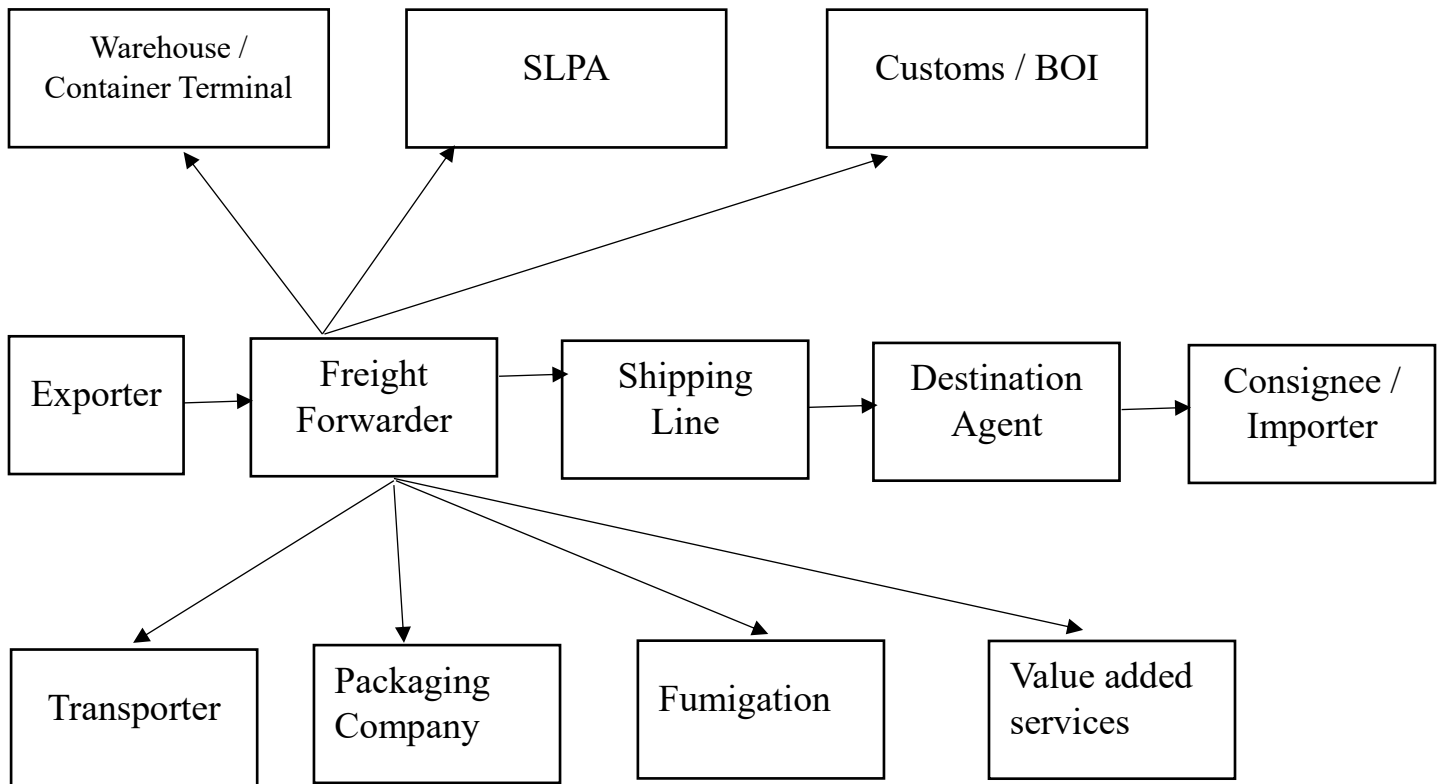 Warehouse /
Container Terminal
SLPA
Customs / BOI
Exporter
Freight
Forwarder
Shipping
Line
Destination
Agent
Consignee /
Importer
Transporter
Packaging
Company
Fumigation
Value added
services